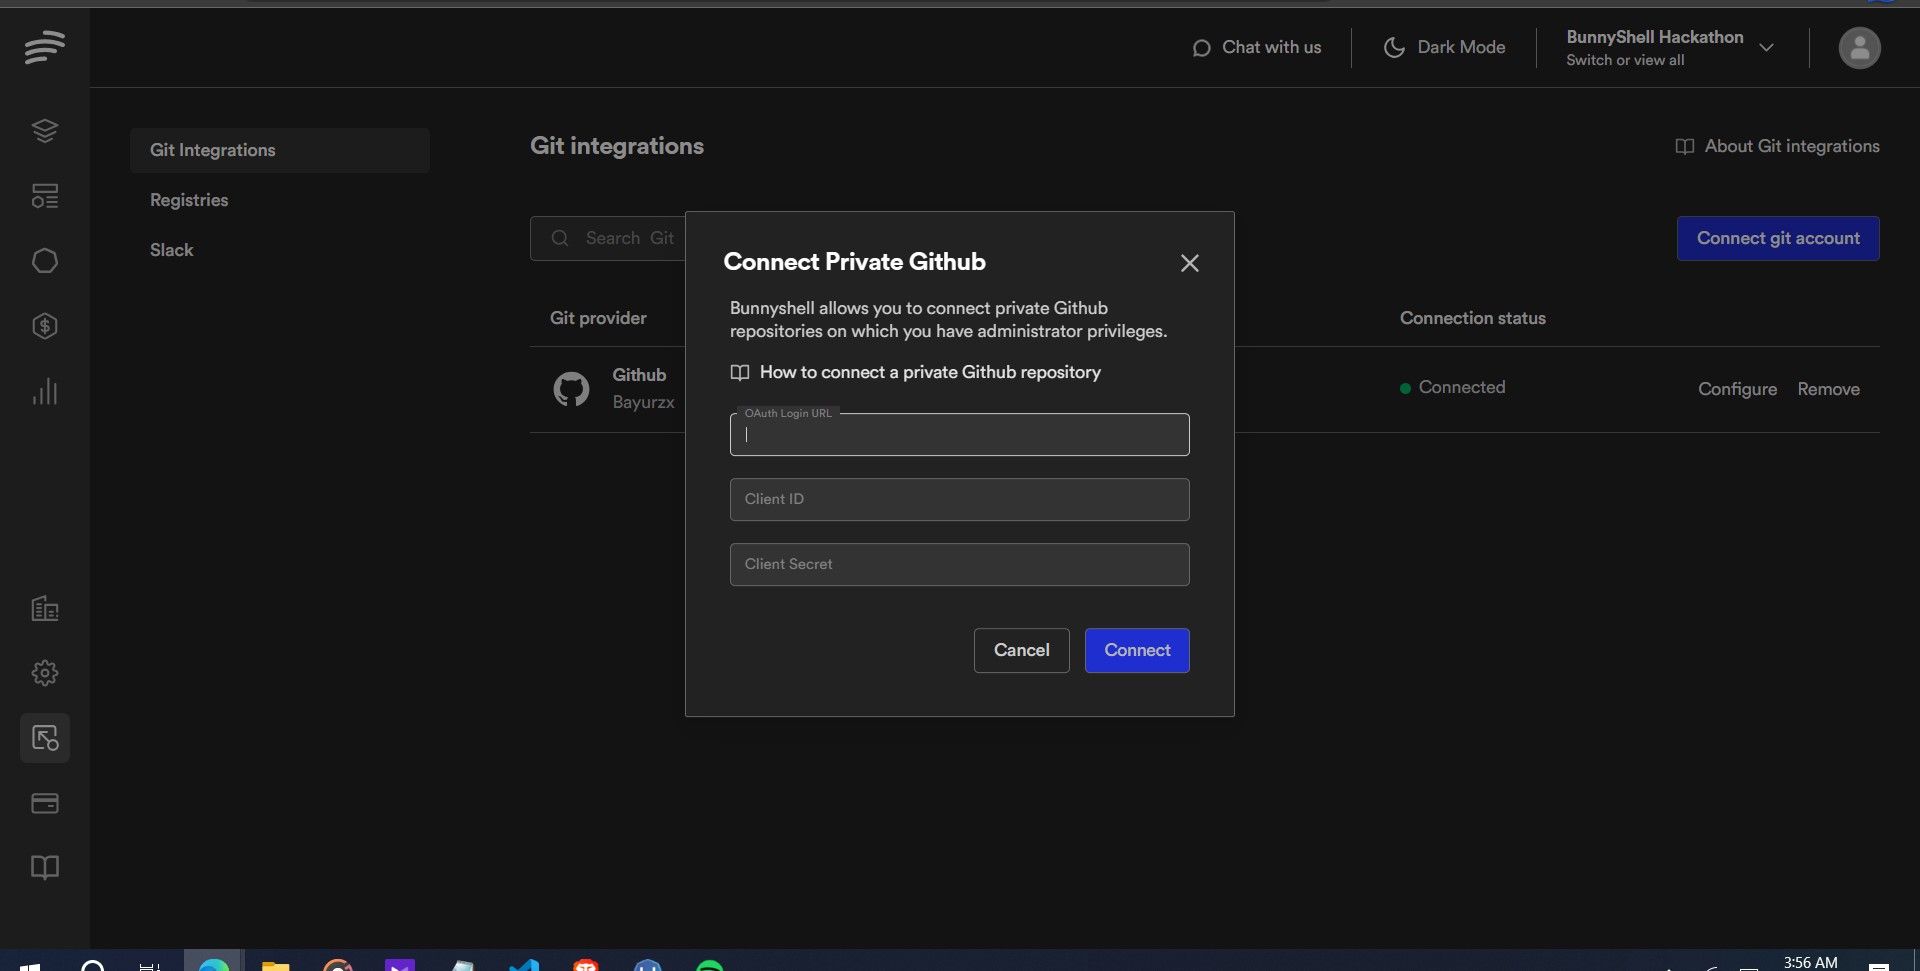 Chat with us
Dark Mode
BunnyShell Hackathon
Switch or view all
Git Integrations
Registries
Slack
Git integrations
About Git integrations
Search Git
Connect git account
Git provider
Connection status
Github
Bayurzx
Connected
Configure
Remove
Connect Private Github
Bunnyshell allows you to connect private Github
repositories on which you have administrator privileges.
How to connect a private Github repository
OAuth Login URL
Client ID
Client Secret
Cancel
Connect
3:56 AM